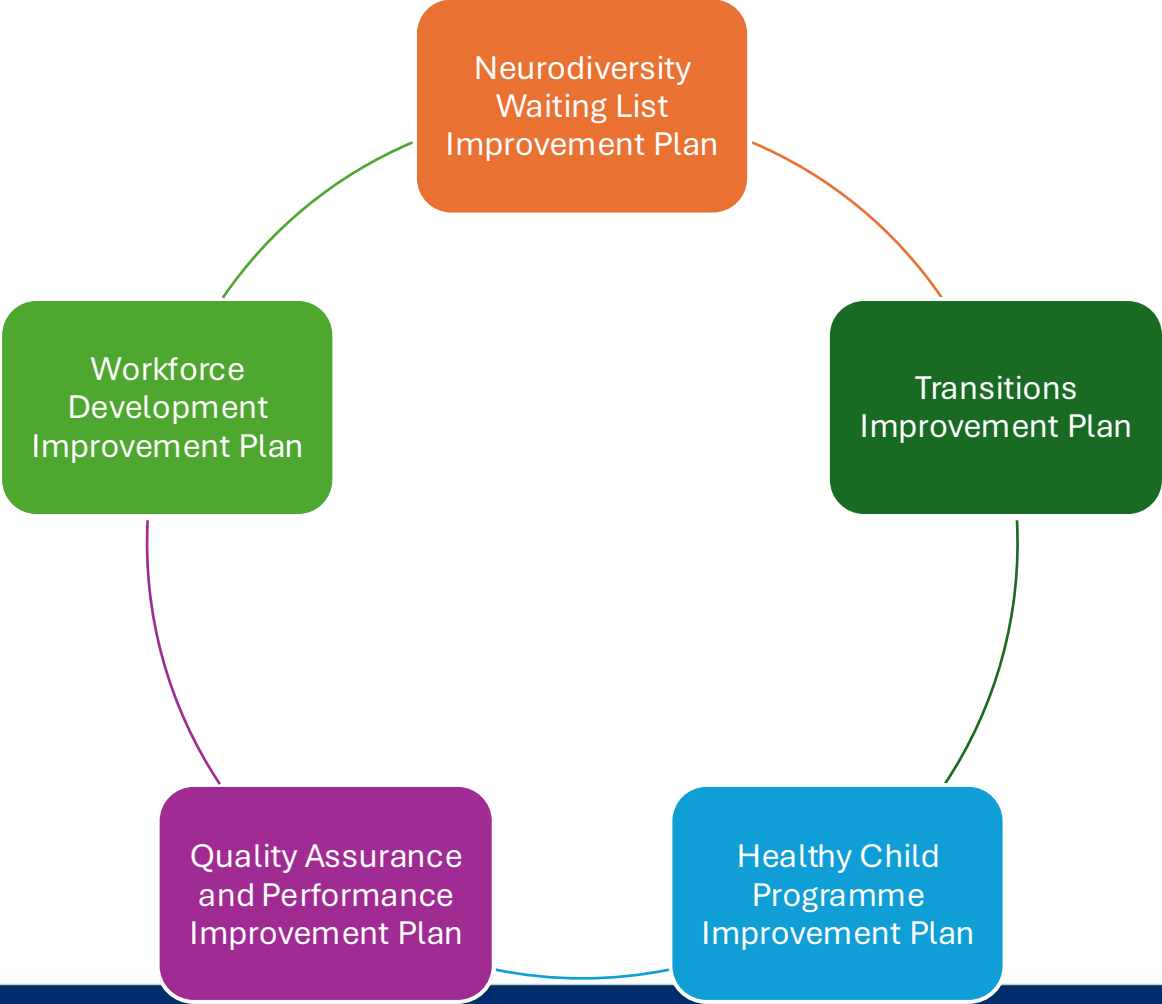 Neurodiversity
Waiting List
Improvement Plan
Workforce
Development
Improvement Plan
Transitions
Improvement Plan
Quality Assurance
and Performance
Improvement Plan
Healthy Child
Programme
Improvement Plan